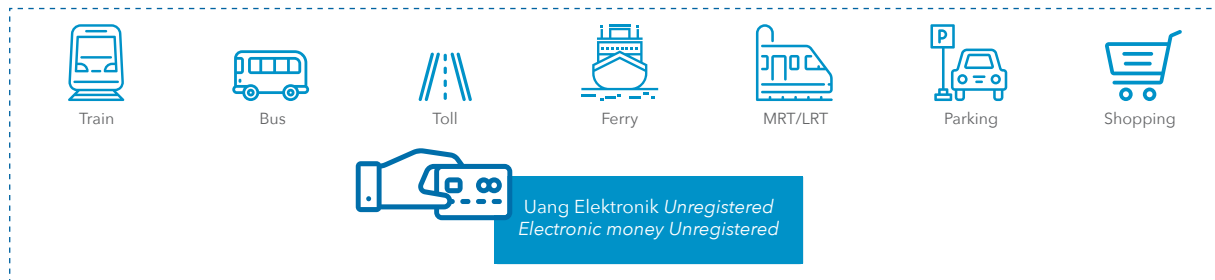 P
Train
Bus
Toll
Ferry
MRT/LRT
Parking
Shopping
Uang Elektronik Unregistered
Electronic money Unregistered